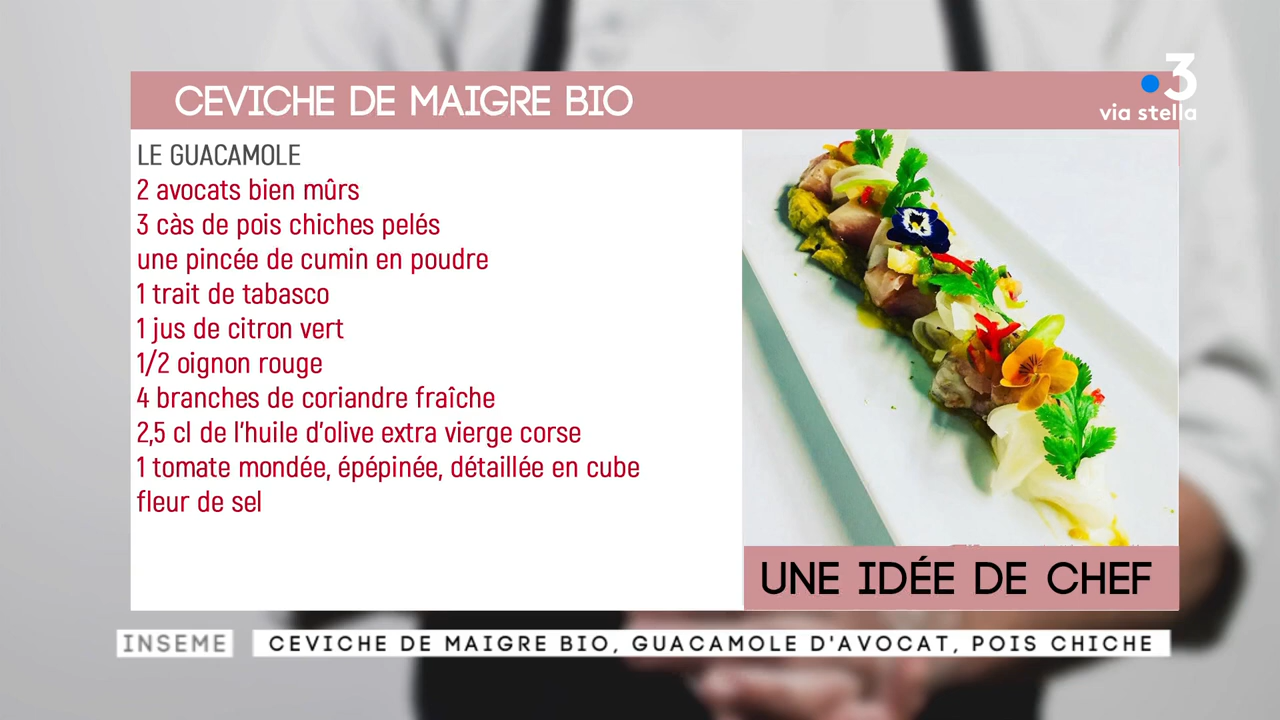 CEVICHE DE MAIGRE BIO
3
via stella
LE GUACAMOLE
2 avocats bien mûrs
3 càs de pois chiches pelés
une pincée de cumin en poudre
1 trait de tabasco
1 jus de citron vert
1/2 oignon rouge
4 branches de coriandre fraîche
2,5 cl de l'huile d'olive extra vierge corse
1 tomate mondée, épépinée, détaillée en cube
fleur de sel
UNE IDÉE DE CHEF
INSEME
CEVICHE DE MAIGRE BIO, GUACAMOLE D'AVOCAT, POIS CHICHE